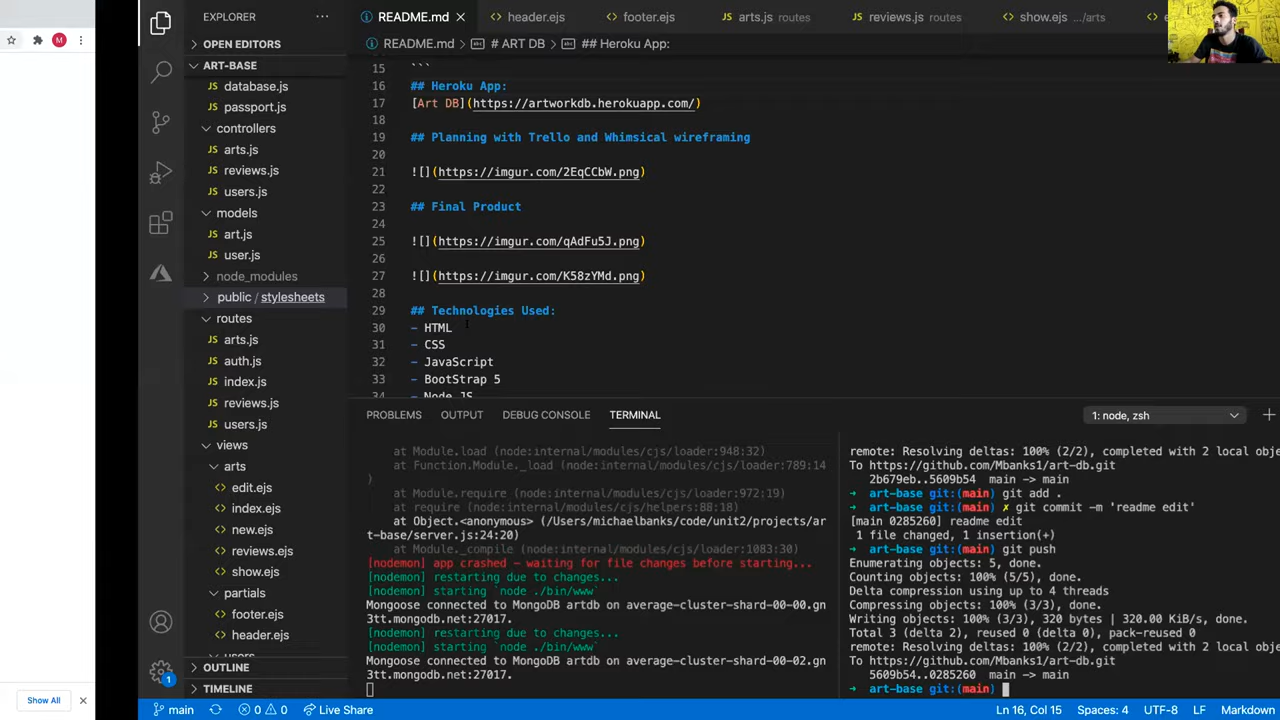 EXPLORER
README.md
header.ejs
footer.ejs
arts.js routes
reviews.js routes
show.ejs .../arts
OPEN EDITORS
README.md > # ART DB > ## Heroku App:
ART-BASE
database.js
passport.js
controllers
arts.js
reviews.js
users.js
models
art.js
user.js
node_modules
public / stylesheets
routes
arts.js
auth.js
index.js
reviews.js
users.js
views
arts
edit.ejs
index.ejs
new.ejs
reviews.ejs
show.ejs
partials
footer.ejs
header.ejs
users
OUTLINE
TIMELINE
15 ```
16 ## Heroku App:
17 [Art DB](https://artworkdb.herokuapp.com/)
18
19 ## Planning with Trello and Whimsical wireframing
20
21 ![](https://imgur.com/2EqCCbW.png)
22
23 ## Final Product
24
25 ![](https://imgur.com/qAdFu5J.png)
26
27 ![](https://imgur.com/K58zYMd.png)
28
29 ## Technologies Used:
30 - HTML
31 - CSS
32 - JavaScript
33 - BootStrap 5
34 - Node JS
PROBLEMS OUTPUT DEBUG CONSOLE TERMINAL
1: node, zsh
at Module.load (node:internal/modules/cjs/loader:948:32)
at Function.Module._load (node:internal/modules/cjs/loader:789:14
)
at Module.require (node:internal/modules/cjs/loader:972:19)
at require (node:internal/modules/cjs/helpers:88:18)
at Object.<anonymous> (/Users/michaelbanks/code/unit2/projects/ar
t-base/server.js:24:20)
at Module._compile (node:internal/modules/cjs/loader:1083:30)
[nodemon] app crashed - waiting for file changes before starting...
[nodemon] restarting due to changes...
[nodemon] starting `node ./bin/www`
Mongoose connected to MongoDB artdb on average-cluster-shard-00-00.gn
3tt.mongodb.net:27017.
[nodemon] restarting due to changes...
[nodemon] starting `node ./bin/www`
Mongoose connected to MongoDB artdb on average-cluster-shard-00-02.gn
3tt.mongodb.net:27017.
remote: Resolving deltas: 100% (2/2), completed with 2 local obje
To https://github.com/Mbanks1/art-db.git
2b679eb..5609b54 main -> main
➜ art-base git:(main) git add .
➜ art-base git:(main) ✗ git commit -m 'readme edit'
[main 0285260] readme edit
1 file changed, 1 insertion(+)
➜ art-base git:(main) git push
Enumerating objects: 5, done.
Counting objects: 100% (5/5), done.
Delta compression using up to 4 threads
Compressing objects: 100% (3/3), done.
Writing objects: 100% (3/3), 320 bytes | 320.00 KiB/s, done.
Total 3 (delta 2), reused 0 (delta 0), pack-reused 0
remote: Resolving deltas: 100% (2/2), completed with 2 local obje
To https://github.com/Mbanks1/art-db.git
5609b54..0285260 main -> main
➜ art-base git:(main)
M
Show All
1
main
0 0
Live Share
Ln 16, Col 15
Spaces: 4
UTF-8
LF
Markdown